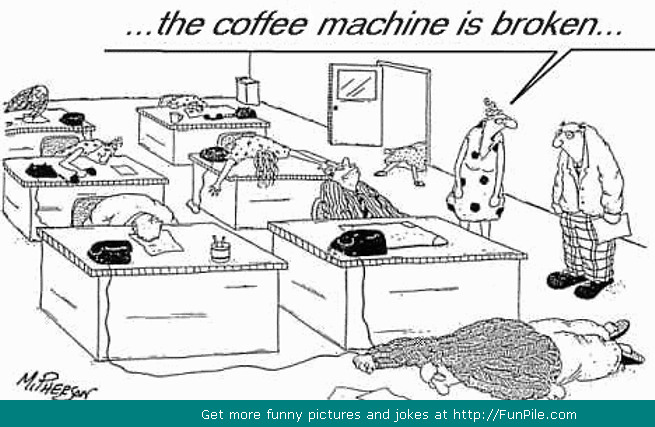 ...the coffee machine is broken...
McPHERSON
Get more funny pictures and jokes at http://FunPile.com